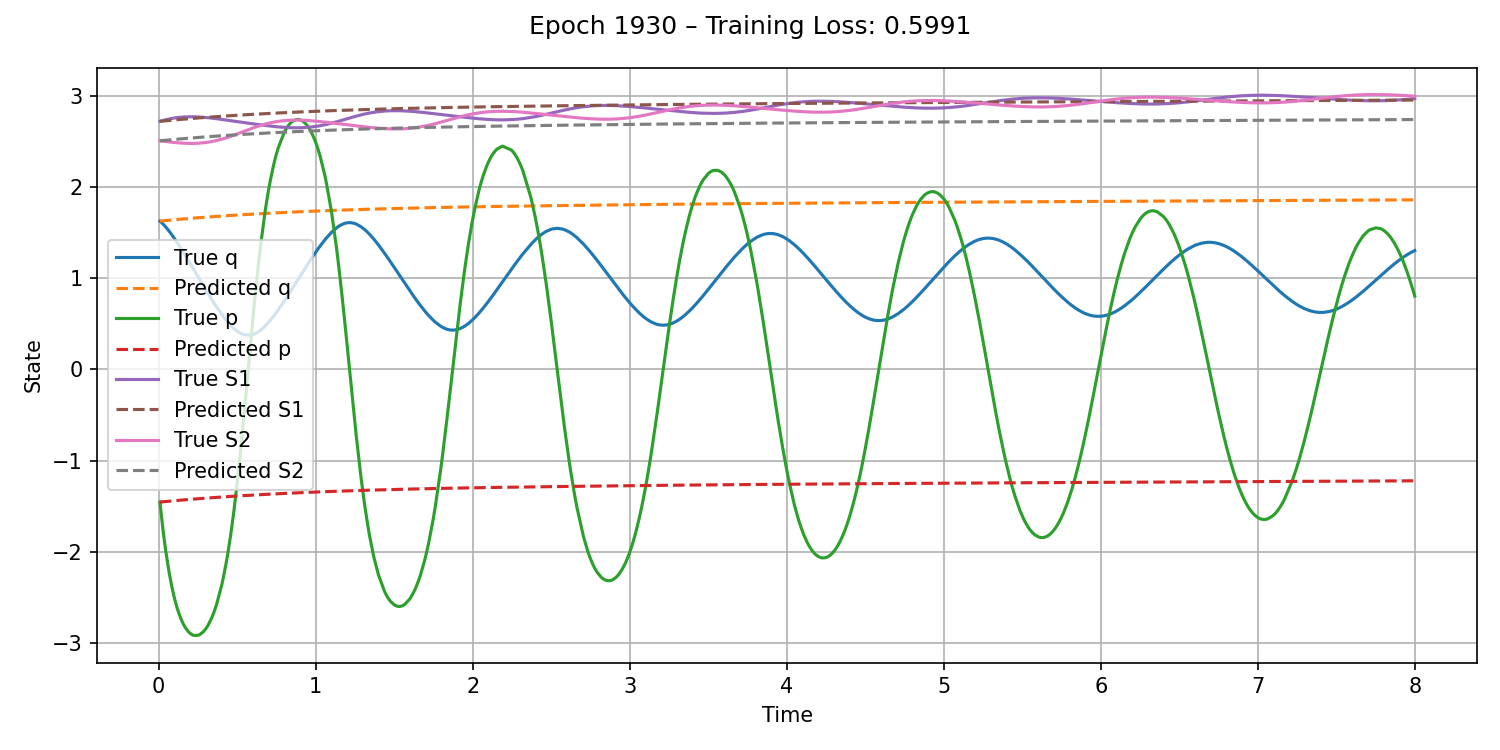 Epoch 1930 – Training Loss: 0.5991
3
2
1
0
−1
−2
−3
State
True q
Predicted q
True p
Predicted p
True S1
Predicted S1
True S2
Predicted S2
0 1 2 3 4 5 6 7 8
Time